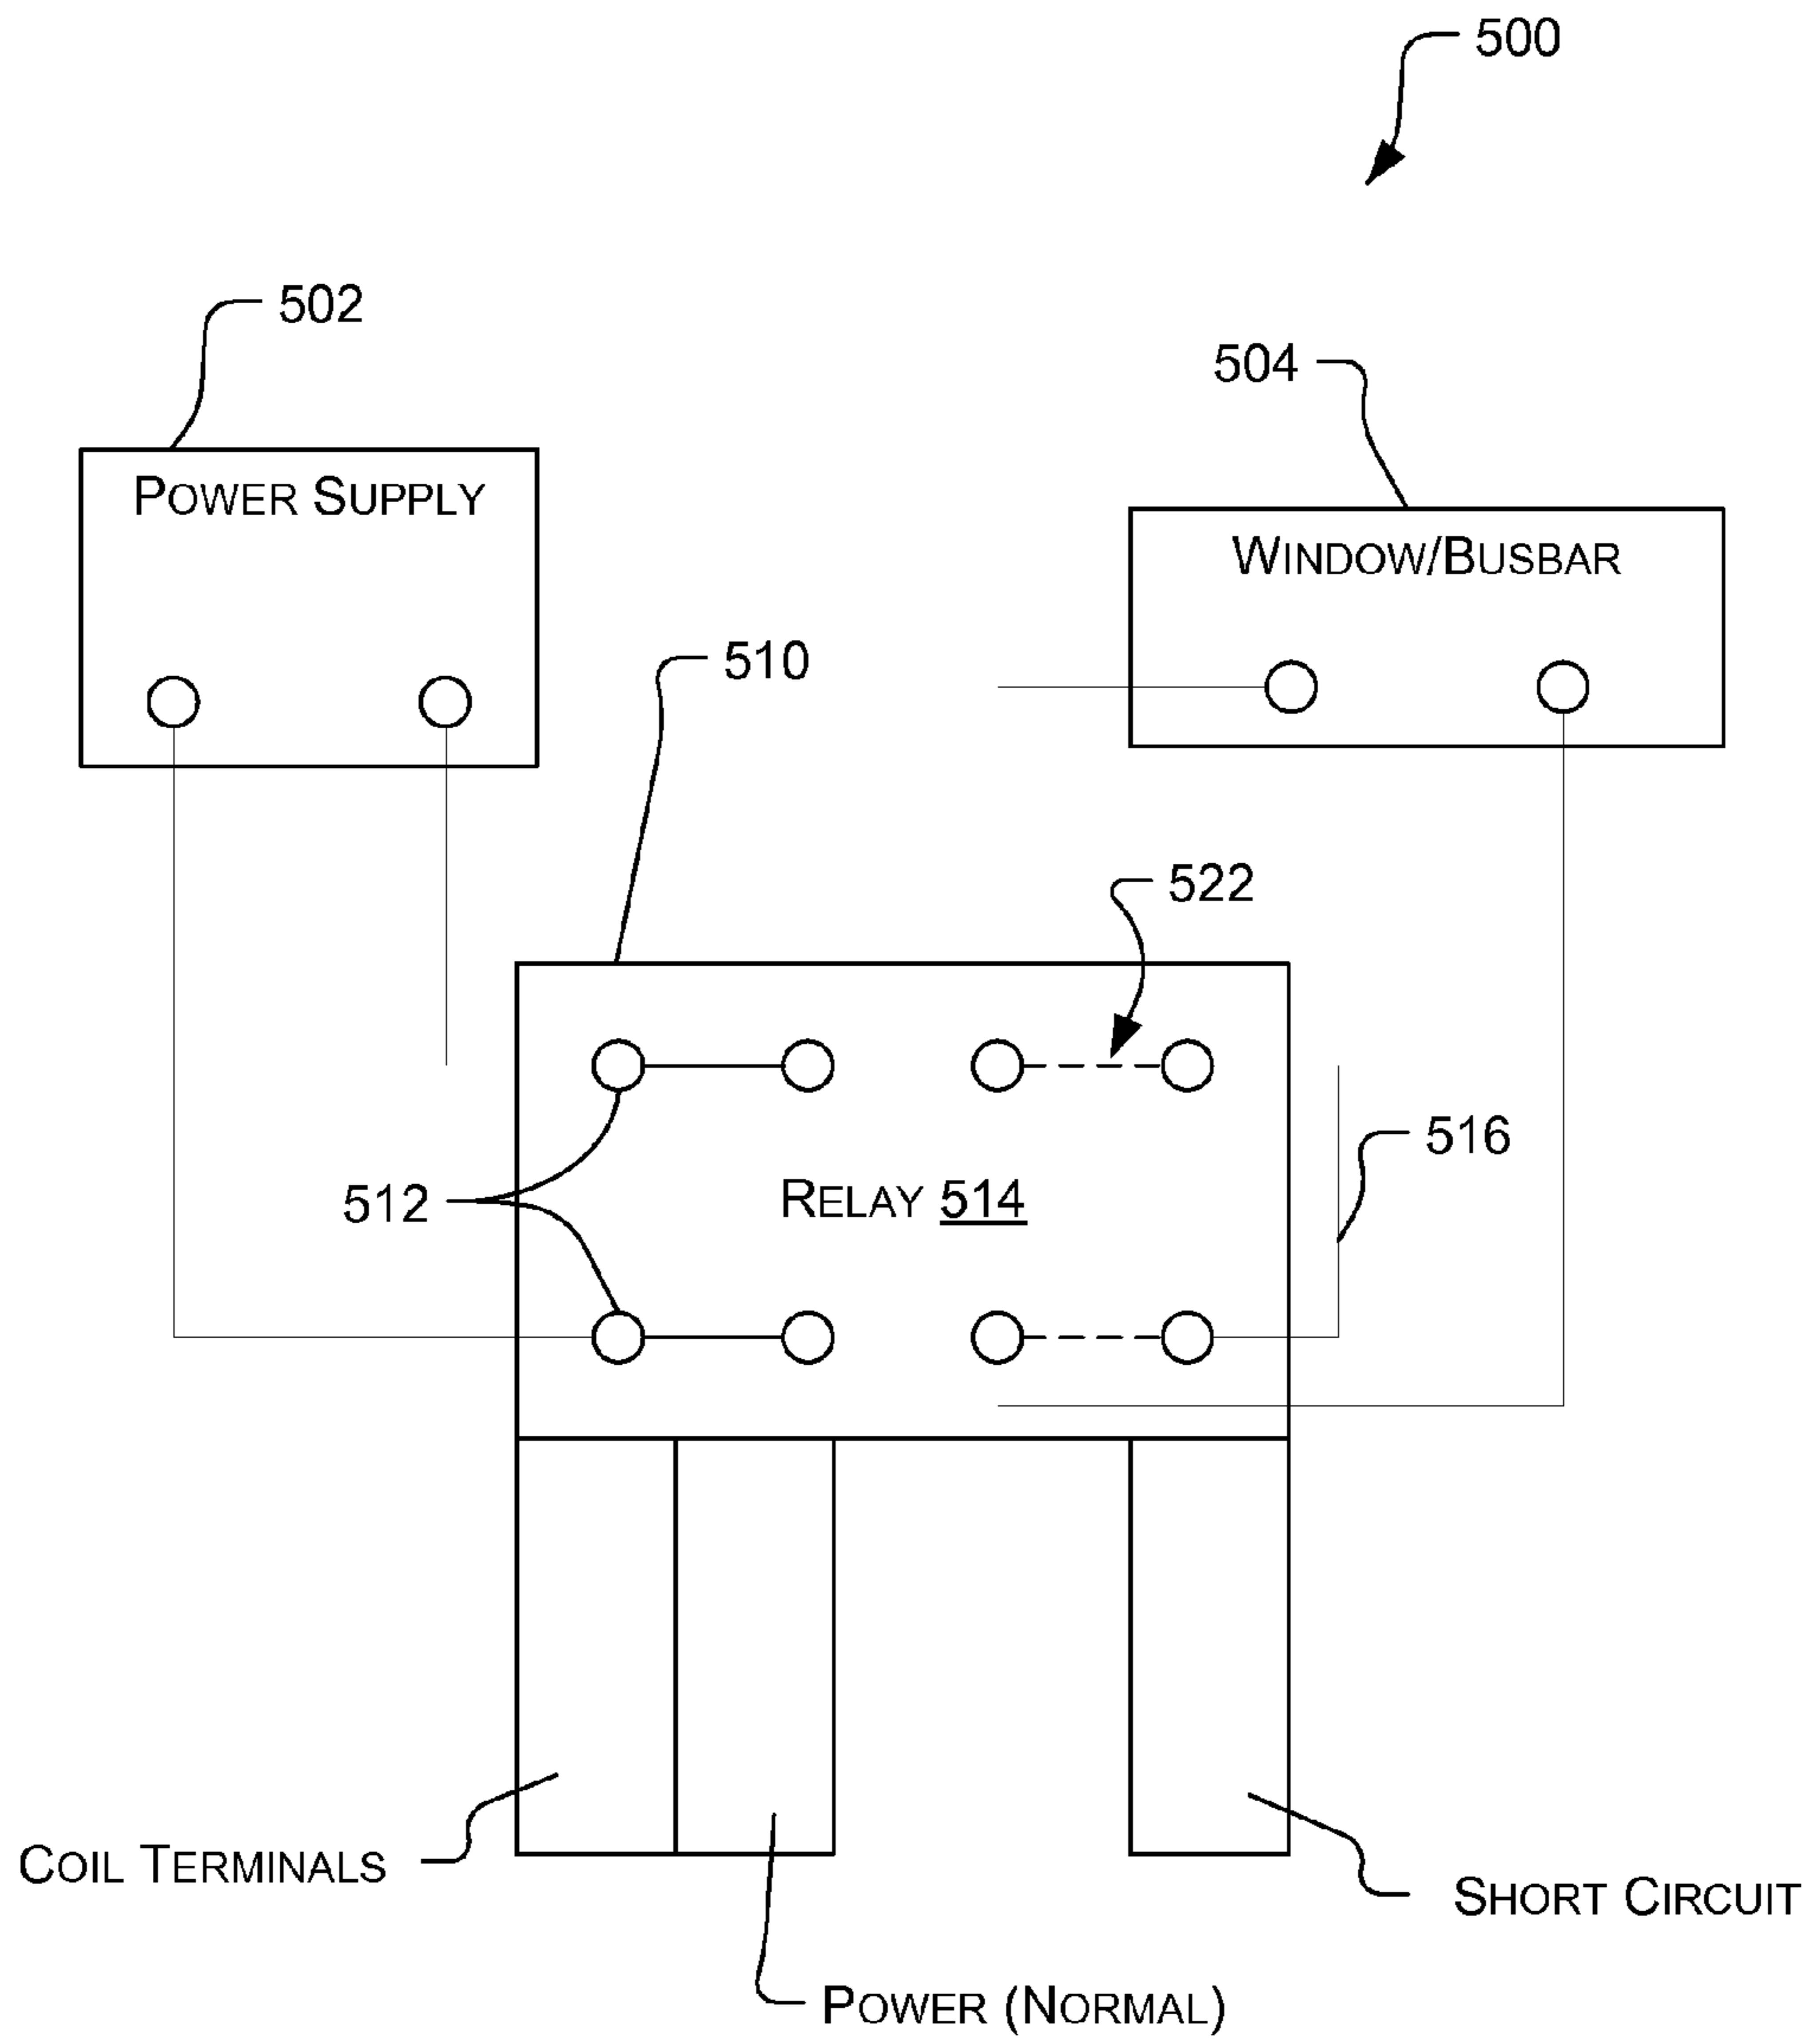 500
502
504
POWER SUPPLY
WINDOW/BUSBAR
510
522
516
512
RELAY 514
COIL TERMINALS
SHORT CIRCUIT
POWER (NORMAL)